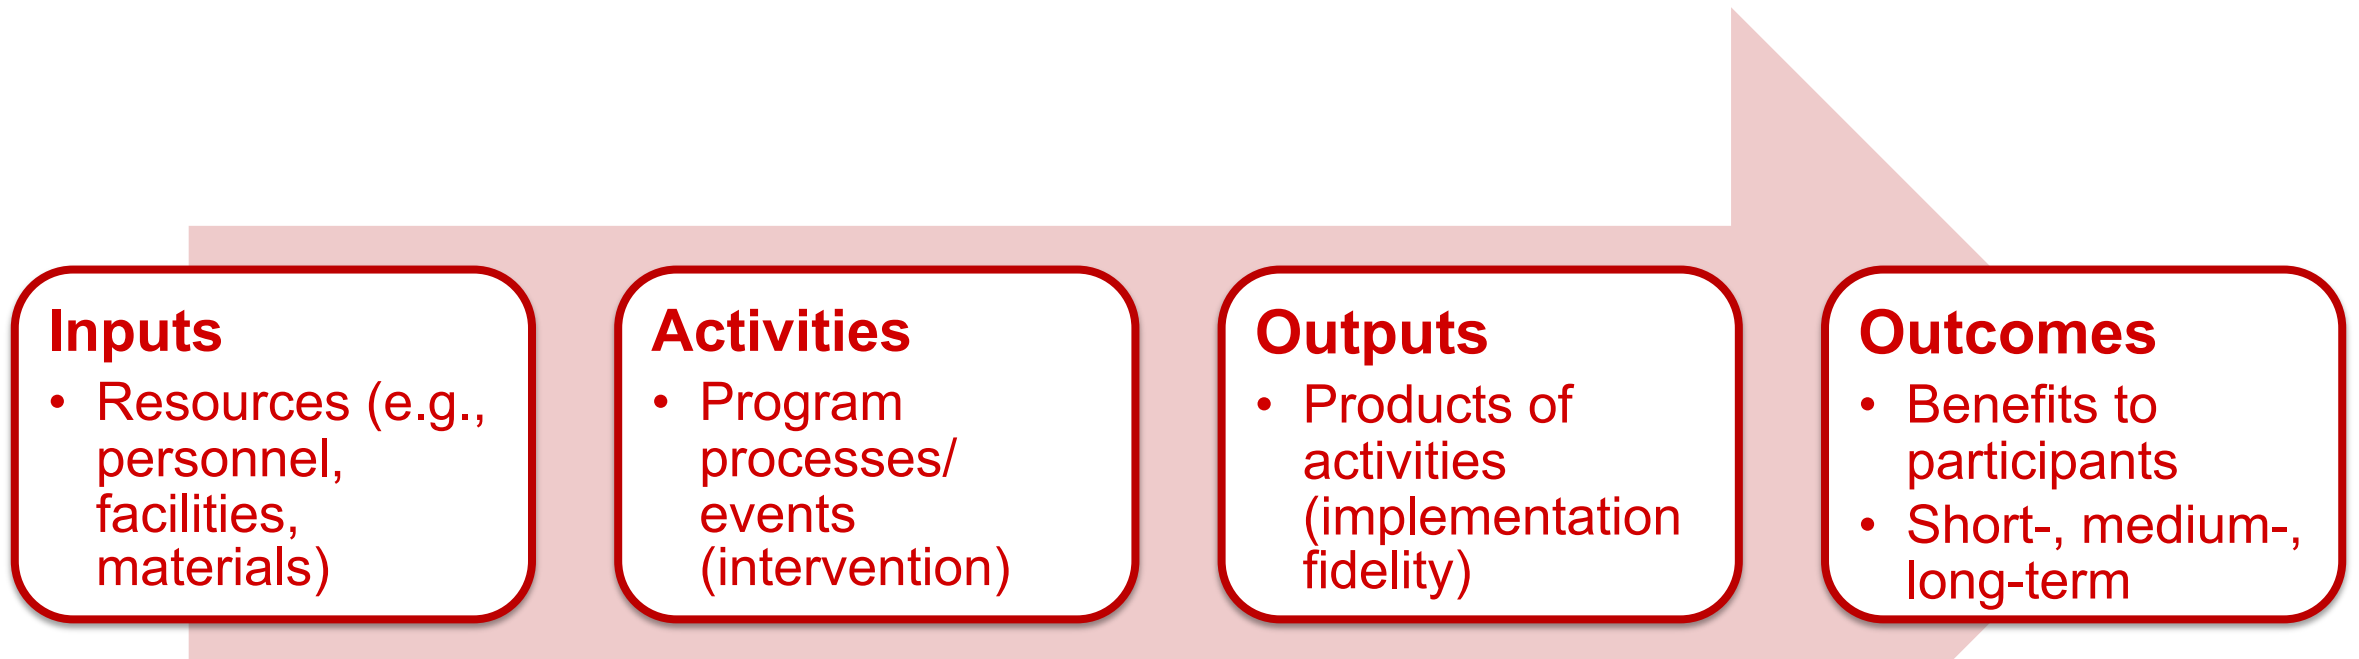 Inputs
• Resources (e.g.,
personnel,
facilities,
materials)
Activities
• Program
processes/
events
(intervention)
Outputs
• Products of
activities
(implementation
fidelity)
Outcomes
• Benefits to
participants
• Short-, medium-,
long-term